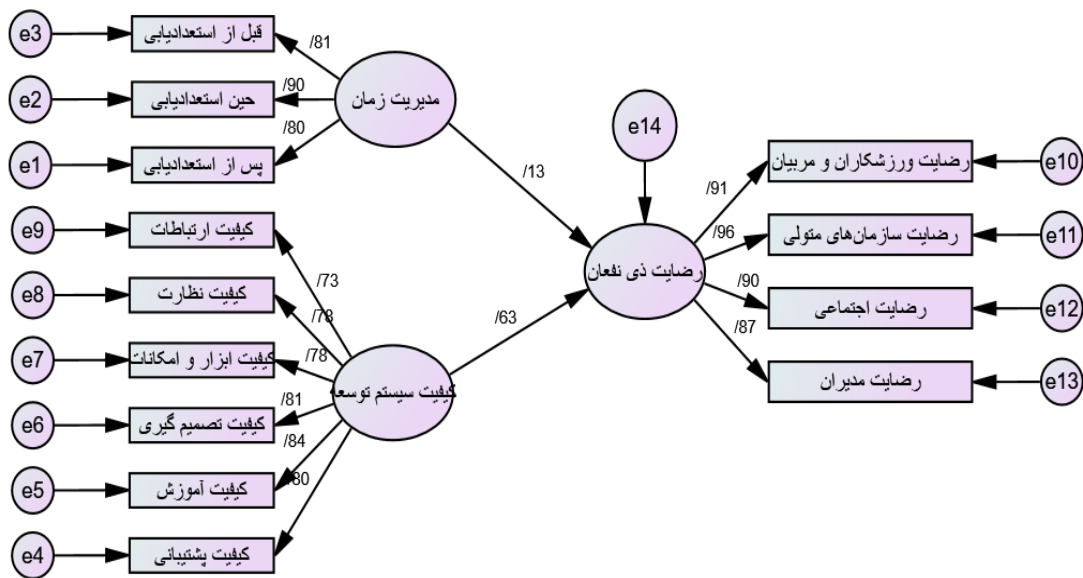 e3
قبل از استعدادیابی
/81
e2
حین استعدادیابی
/90
مدیریت زمان
e1
پس از استعدادیابی
/80
e14
/13
e9
کیفیت ارتباطات
/73
e8
کیفیت نظارت
/78
e7
کیفیت ابزار و امکانات
/78
کیفیت سیستم توسعه
/63
e6
کیفیت تصمیم گیری
/81
e5
کیفیت آموزش
/84
e4
کیفیت پشتیبانی
/80
رضایت ذی نفعان
/91
رضایت ورزشکاران و مربیان
e10
/96
رضایت سازمان‌های متولی
e11
/90
رضایت اجتماعی
e12
/87
رضایت مدیران
e13